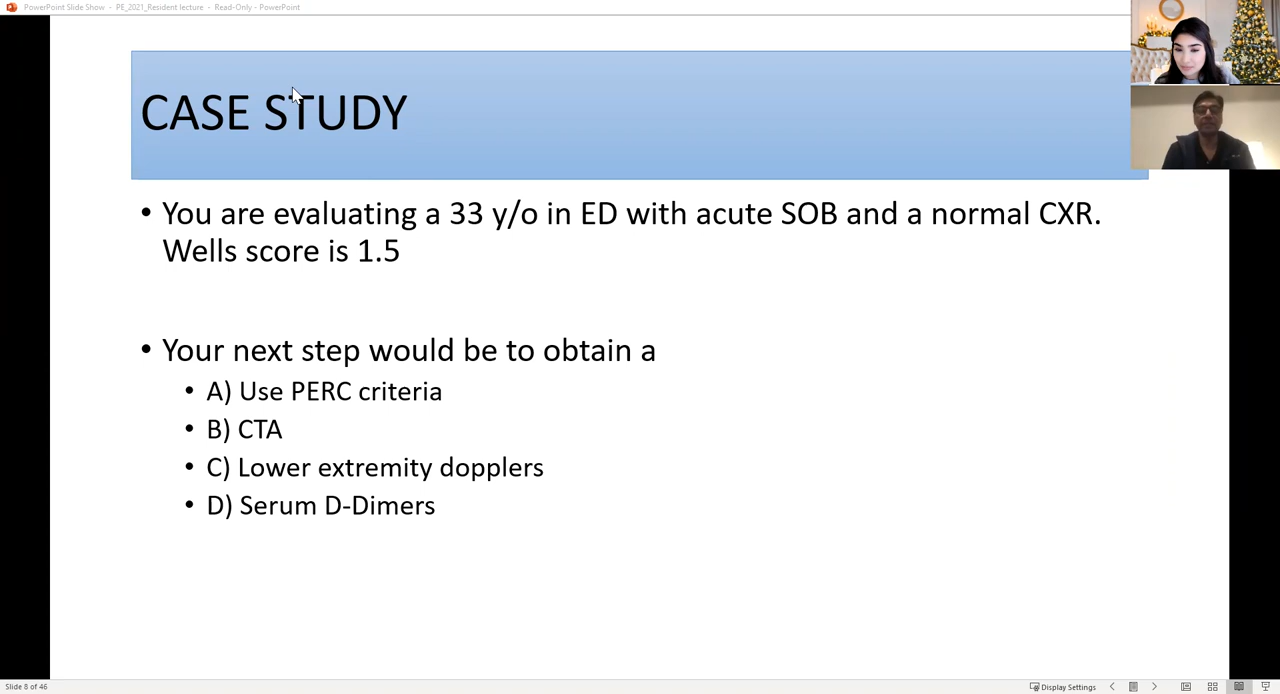 PowerPoint Slide Show - PE_2021_Resident lecture - Read-Only - PowerPoint
CASE STUDY
• You are evaluating a 33 y/o in ED with acute SOB and a normal CXR.
Wells score is 1.5
• Your next step would be to obtain a
• A) Use PERC criteria
• B) CTA
• C) Lower extremity dopplers
• D) Serum D-Dimers
Slide 8 of 46
Display Settings